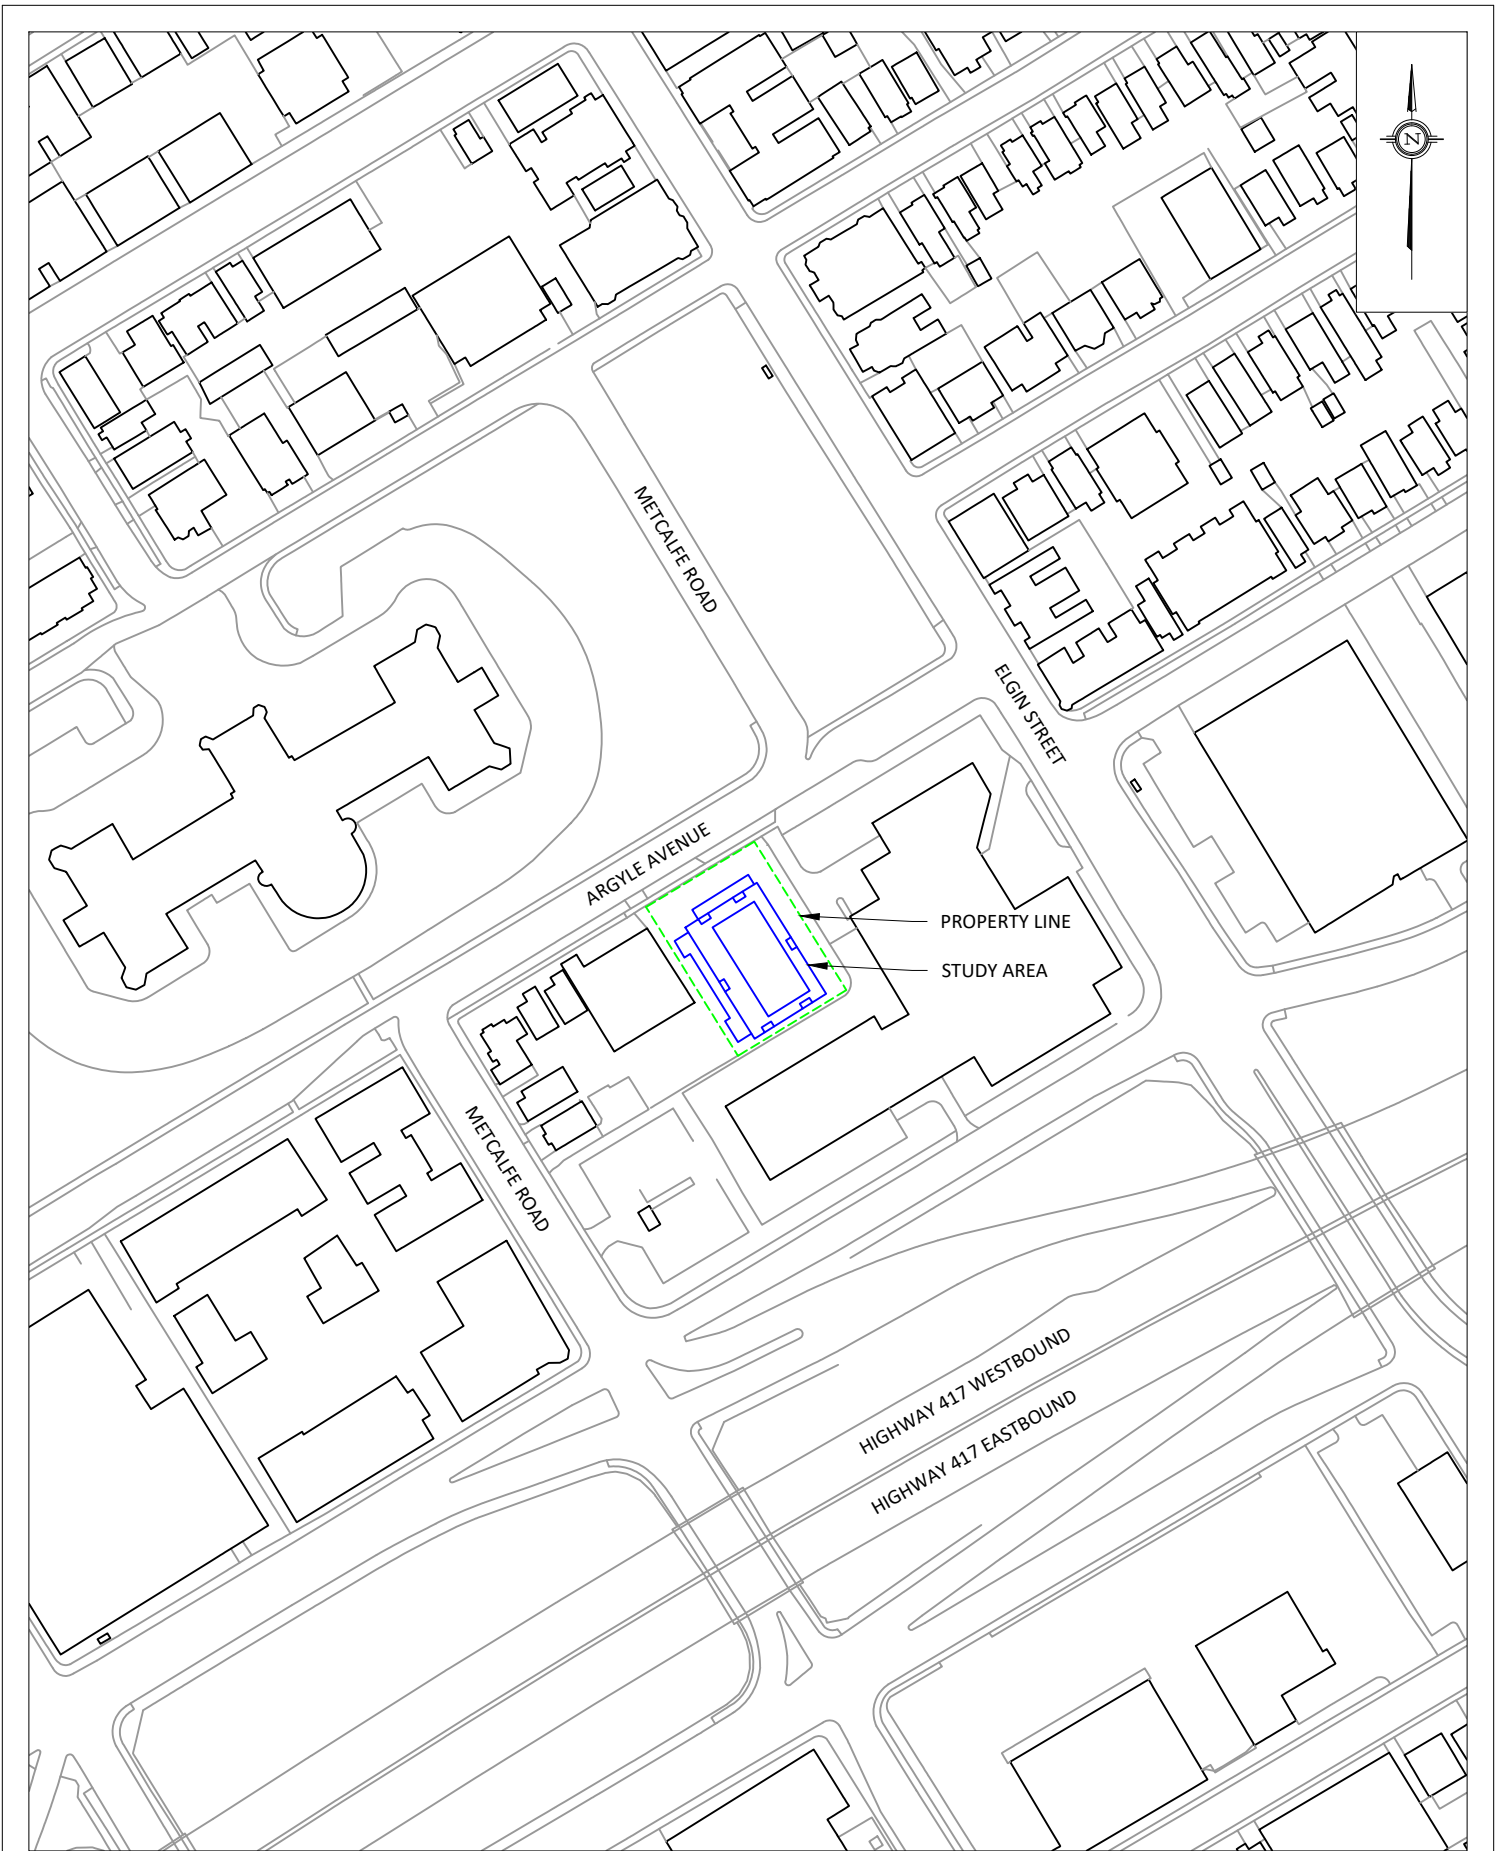 N
METCALFE ROAD
ELGIN STREET
ARGYLE AVENUE
PROPERTY LINE
STUDY AREA
METCALFE ROAD
HIGHWAY 417 WESTBOUND
HIGHWAY 417 EASTBOUND